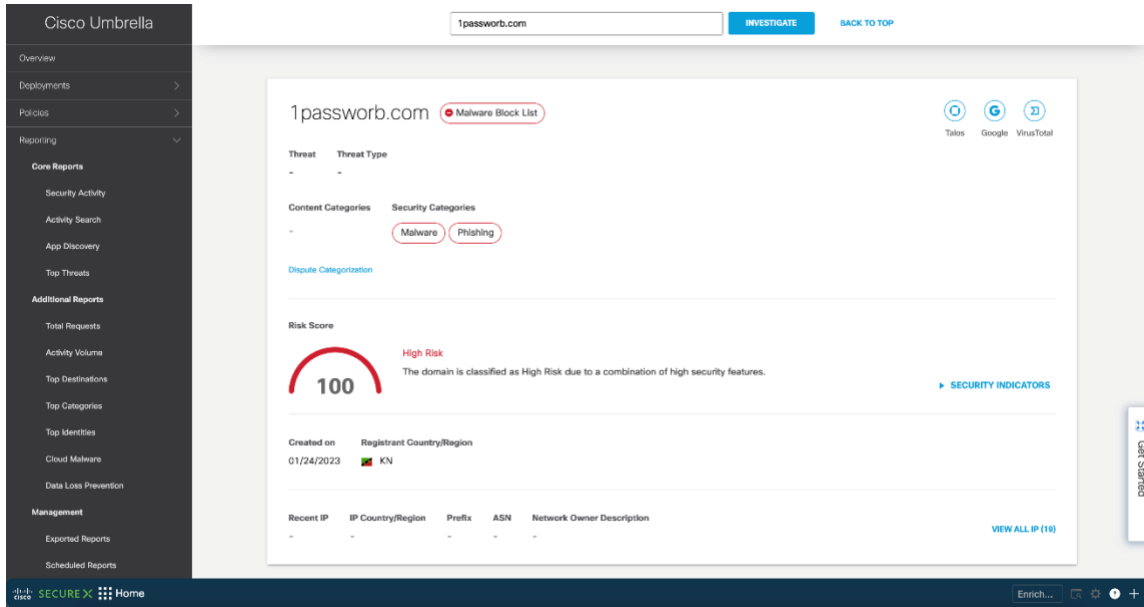 Cisco Umbrella
1passworb.com
INVESTIGATE
BACK TO TOP
Overview
Deployments
Policies
Reporting
Core Reports
Security Activity
Activity Search
App Discovery
Top Threats
Additional Reports
Total Requests
Activity Volume
Top Destinations
Top Categories
Top Identities
Cloud Malware
Data Loss Prevention
Management
Exported Reports
Scheduled Reports
1passworb.com Malware Block List
Talos Google VirusTotal
Threat Threat Type
- -
Content Categories Security Categories
- Malware Phishing
Dispute Categorization
Risk Score
100
High Risk
The domain is classified as High Risk due to a combination of high security features.
SECURITY INDICATORS
Created on Registrant Country/Region
01/24/2023 KN
Recent IP IP Country/Region Prefix ASN Network Owner Description
- - - - -
VIEW ALL IP (19)
Get Started
cisco SECUREX Home
Enrich...